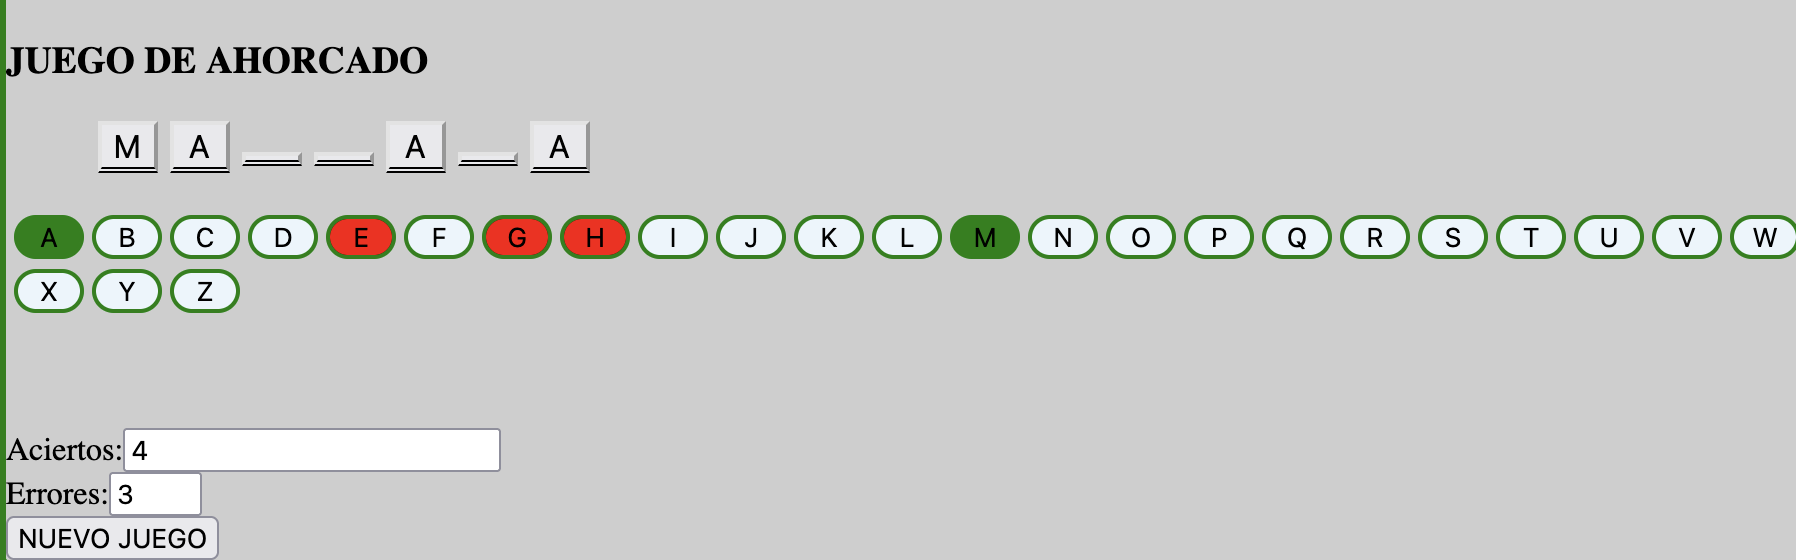 JUEGO DE AHORCADO
M A A A
A B C D E F G H I J K L M N O P Q R S T U V W
X Y Z
Aciertos: 4
Errores: 3
NUEVO JUEGO